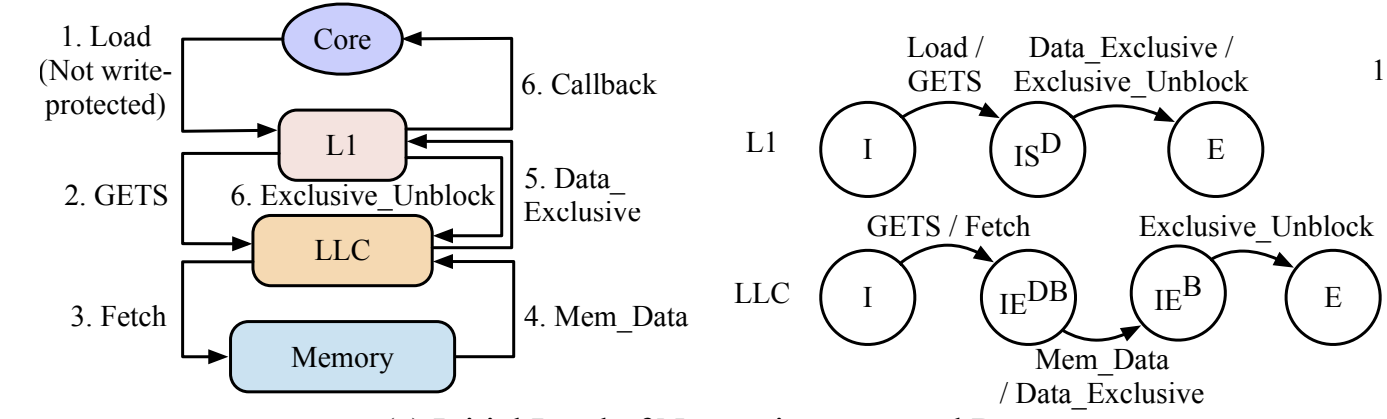 1. Load
(Not write-
protected)
Core
6. Callback
L1
2. GETS
6. Exclusive_Unblock
5. Data_
Exclusive
LLC
3. Fetch
4. Mem_Data
Memory
Load /
GETS
Data_Exclusive /
Exclusive_Unblock
1
L1
I
IS^D
E
GETS / Fetch
Exclusive_Unblock
LLC
I
IE^DB
IE^B
E
Mem_Data
/ Data_Exclusive